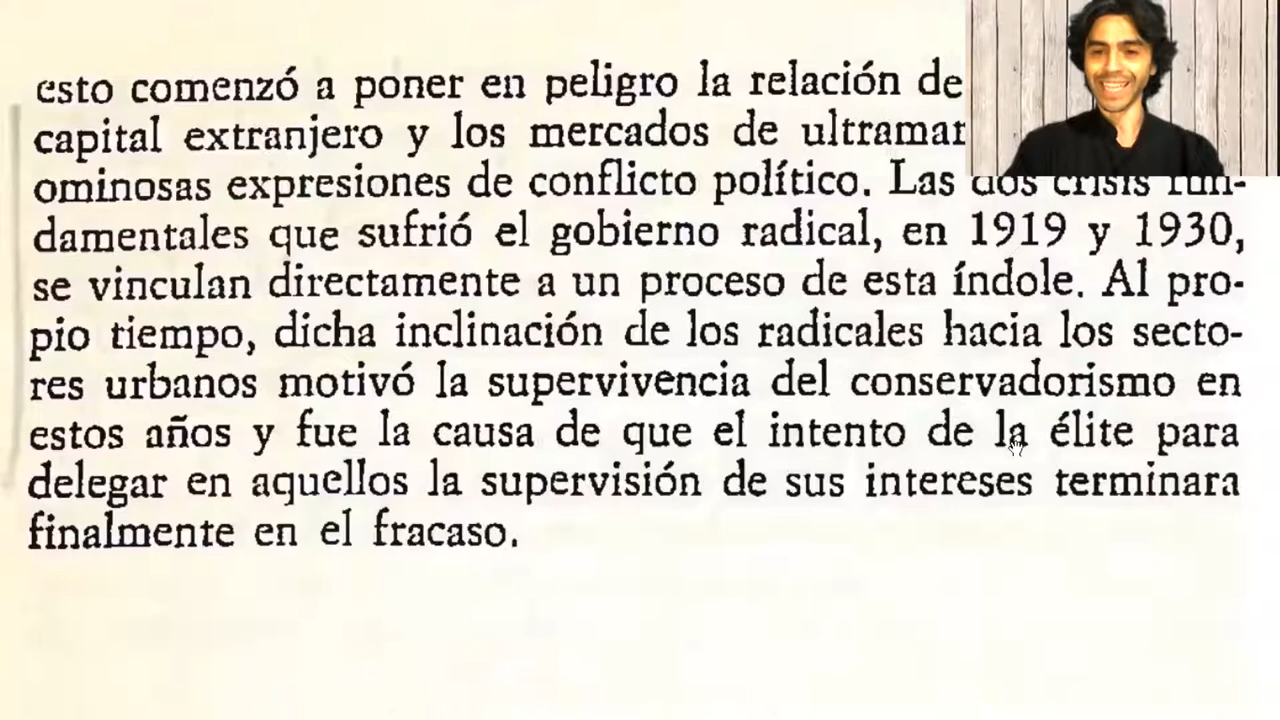 esto comenzó a poner en peligro la relación de
capital extranjero y los mercados de ultramar
ominosas expresiones de conflicto político. Las dos crisis fun-
damentales que sufrió el gobierno radical, en 1919 y 1930,
se vinculan directamente a un proceso de esta índole. Al pro-
pio tiempo, dicha inclinación de los radicales hacia los secto-
res urbanos motivó la supervivencia del conservadorismo en
estos años y fue la causa de que el intento de la élite para
delegar en aquellos la supervisión de sus intereses terminara
finalmente en el fracaso.